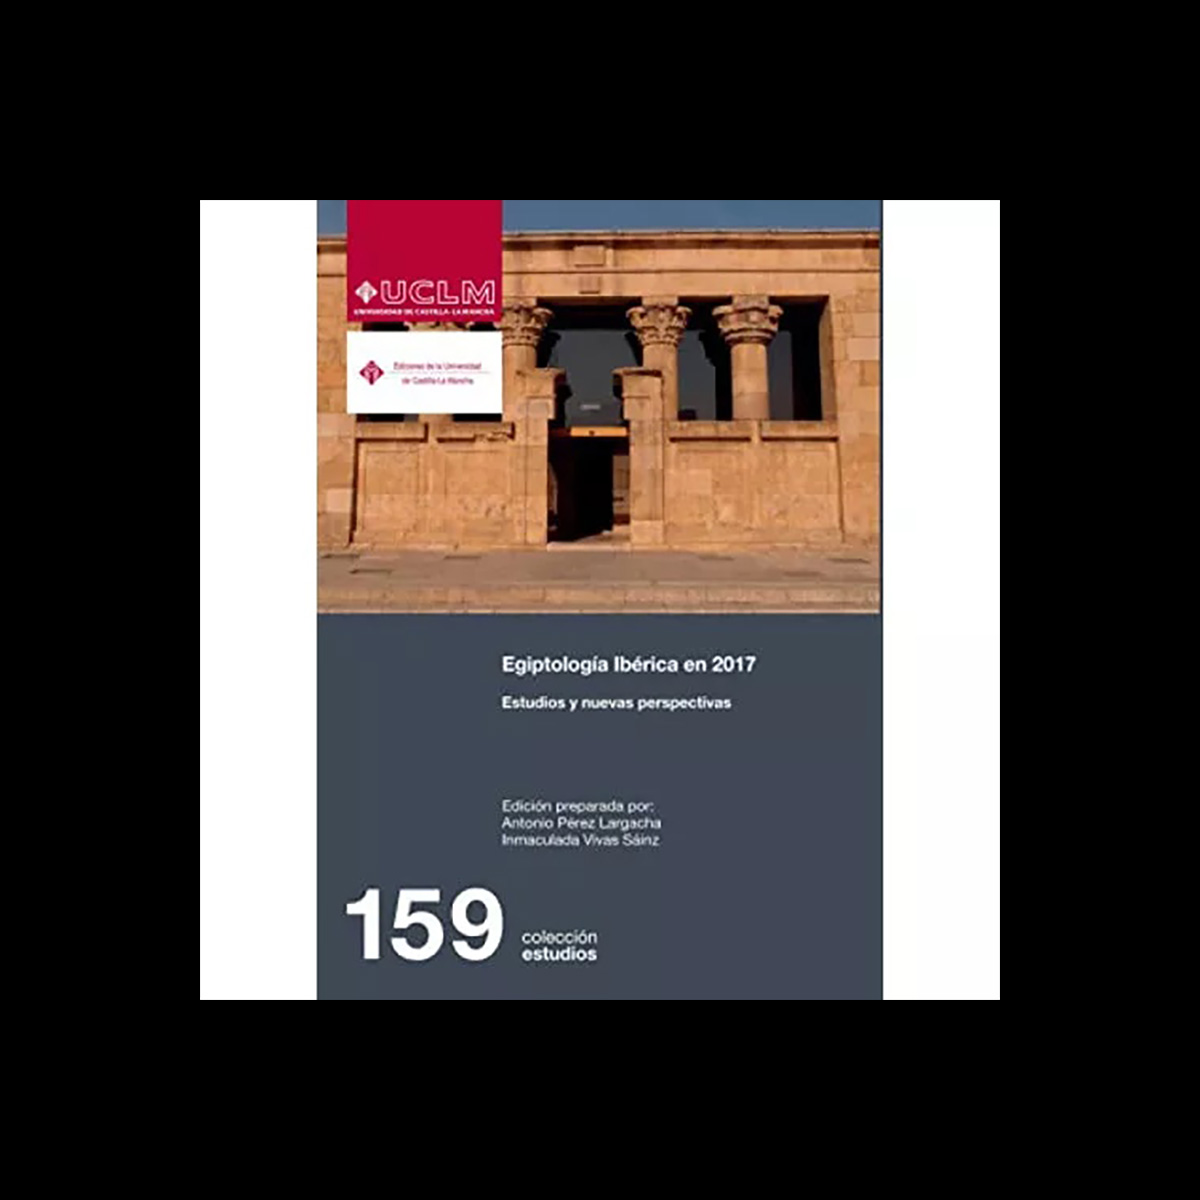 UCLM
UNIVERSIDAD DE CASTILLA-LA MANCHA
Ediciones de la Universidad
de Castilla-La Mancha
Egiptología Ibérica en 2017
Estudios y nuevas perspectivas
Edición preparada por:
Antonio Pérez Largacha
Inmaculada Vivas Sáinz
159
colección
estudios